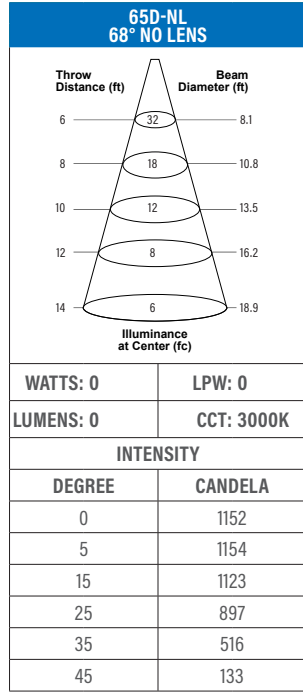 65D-NL
68° NO LENS
Throw Beam
Distance (ft) Diameter (ft)
6 32 8.1
8 18 10.8
10 12 13.5
12 8 16.2
14 6 18.9
Illuminance
at Center (fc)
WATTS: 0 LPW: 0
LUMENS: 0 CCT: 3000K
INTENSITY
DEGREE CANDELA
0 1152
5 1154
15 1123
25 897
35 516
45 133